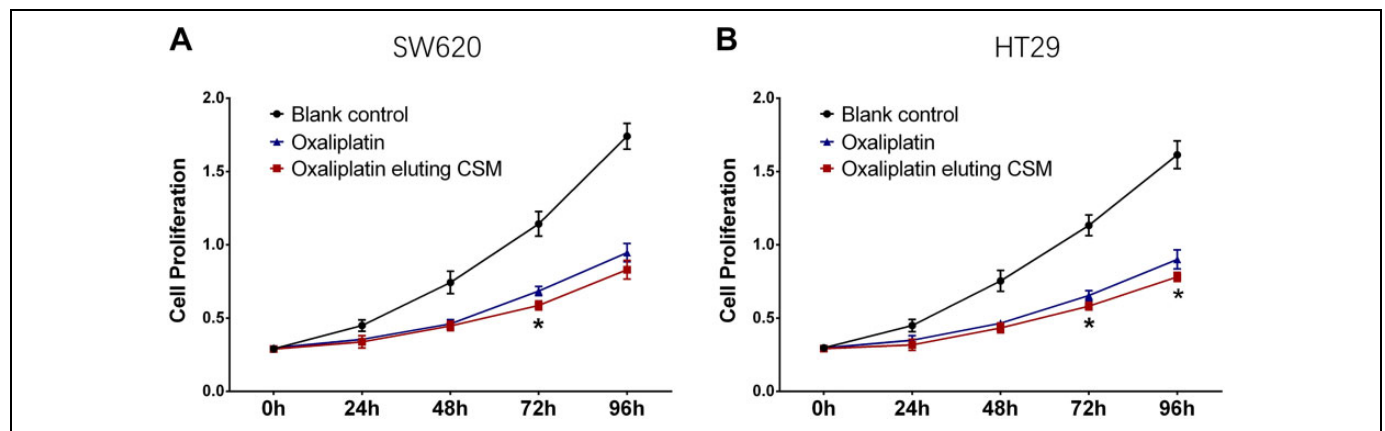 A
SW620
Cell Proliferation
2.0
1.5
1.0
0.5
0.0
Blank control
Oxaliplatin
Oxaliplatin eluting CSM
*
0h 24h 48h 72h 96h
B
HT29
Cell Proliferation
2.0
1.5
1.0
0.5
0.0
Blank control
Oxaliplatin
Oxaliplatin eluting CSM
*
*
0h 24h 48h 72h 96h